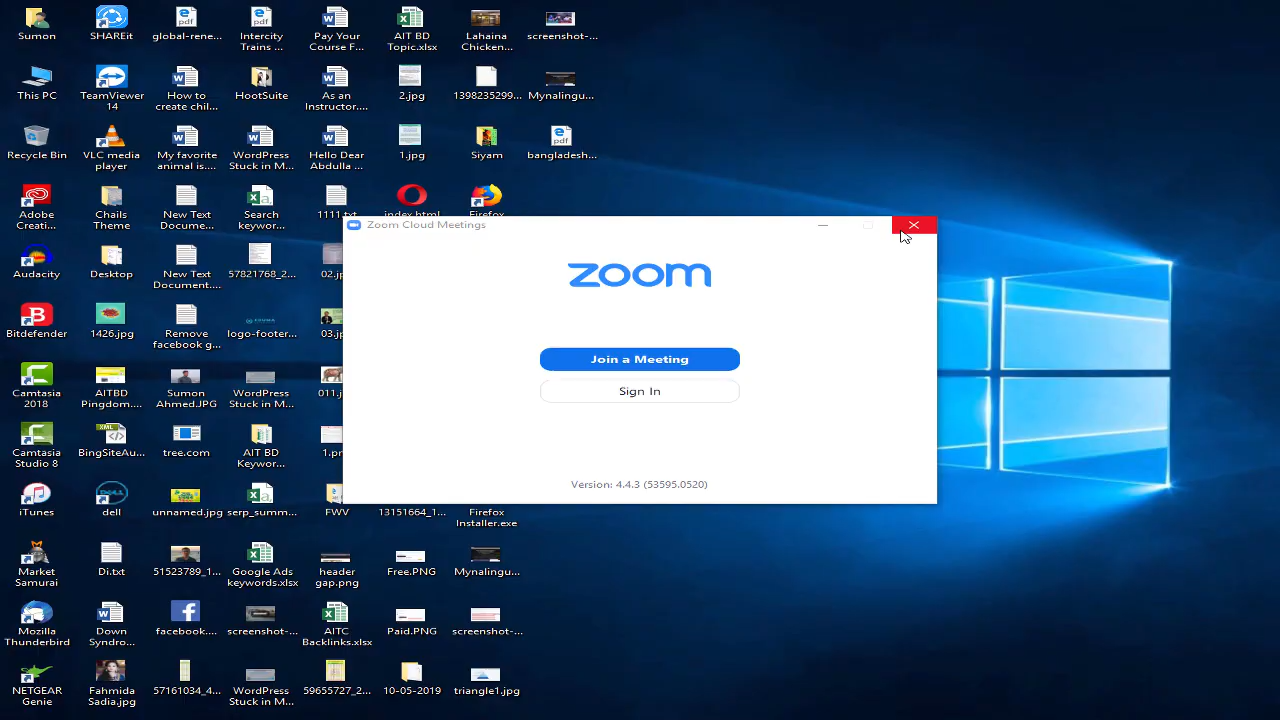 Sumon
SHAREit
global-rene...
Intercity
Trains ...
Pay Your
Course F...
AIT BD
Topic.xlsx
Lahaina
Chicken...
screenshot-...
This PC
TeamViewer
14
How to
create chil...
HootSuite
As an
Instructor....
2.jpg
1398235299...
Mynalingu...
Recycle Bin
VLC media
player
My favorite
animal is....
WordPress
Stuck in M...
Hello Dear
Abdulla ...
1.jpg
Siyam
bangladesh...
Adobe
Creati...
Chails
Theme
New Text
Docume...
Search
keywor...
1111.txt
index.html
Firefox
Zoom Cloud Meetings
zoom
Join a Meeting
Sign In
Version: 4.4.3 (53595.0520)
Audacity
Desktop
New Text
Document....
57821768_2...
02.jp
Bitdefender
1426.jpg
Remove
facebook g...
logo-footer...
03.jp
Camtasia
2018
AITBD
Pingdom....
Sumon
Ahmed.JPG
WordPress
Stuck in M...
011.j
Camtasia
Studio 8
BingSiteAu...
tree.com
AIT BD
Keywor...
1.pn
iTunes
dell
unnamed.jpg
serp_summ...
FWV
13151664_1...
Firefox
Installer.exe
Market
Samurai
Di.txt
51523789_1...
Google Ads
keywords.xlsx
header
gap.png
Free.PNG
Mynalingu...
Mozilla
Thunderbird
Down
Syndro...
facebook....
screenshot-...
AITC
Backlinks.xlsx
Paid.PNG
screenshot-...
NETGEAR
Genie
Fahmida
Sadia.jpg
57161034_4...
WordPress
Stuck in M...
59655727_2...
10-05-2019
triangle1.jpg